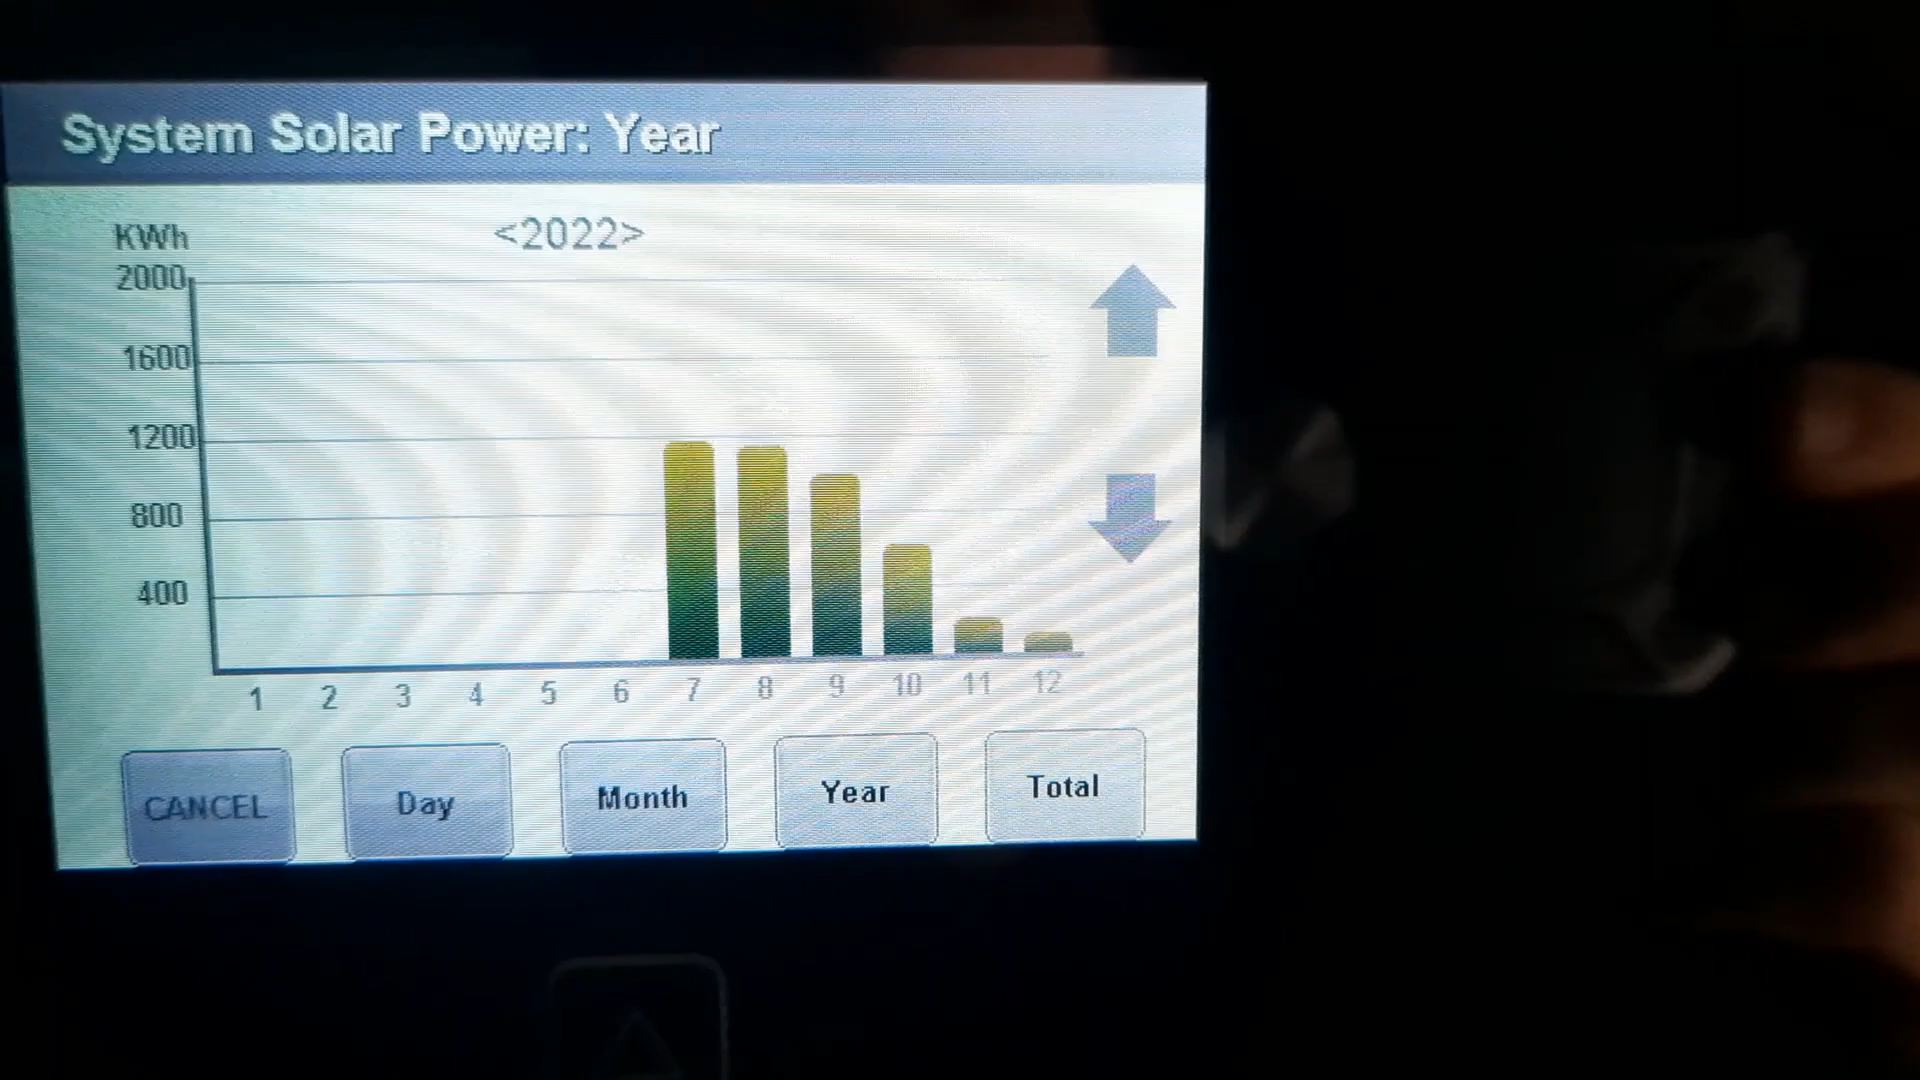 System Solar Power: Year
KWh
<2022>
2000
1600
1200
800
400
1 2 3 4 5 6 7 8 9 10 11 12
CANCEL Day Month Year Total